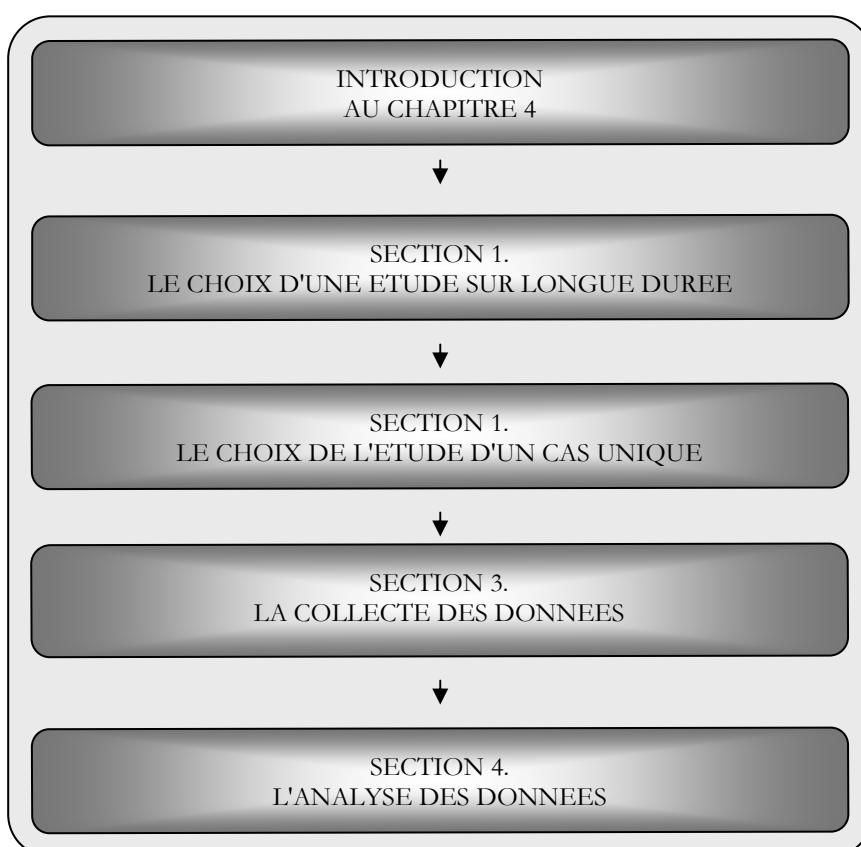 INTRODUCTION
AU CHAPITRE 4
SECTION 1.
LE CHOIX D'UNE ETUDE SUR LONGUE DUREE
SECTION 1.
LE CHOIX DE L'ETUDE D'UN CAS UNIQUE
SECTION 3.
LA COLLECTE DES DONNEES
SECTION 4.
L'ANALYSE DES DONNEES